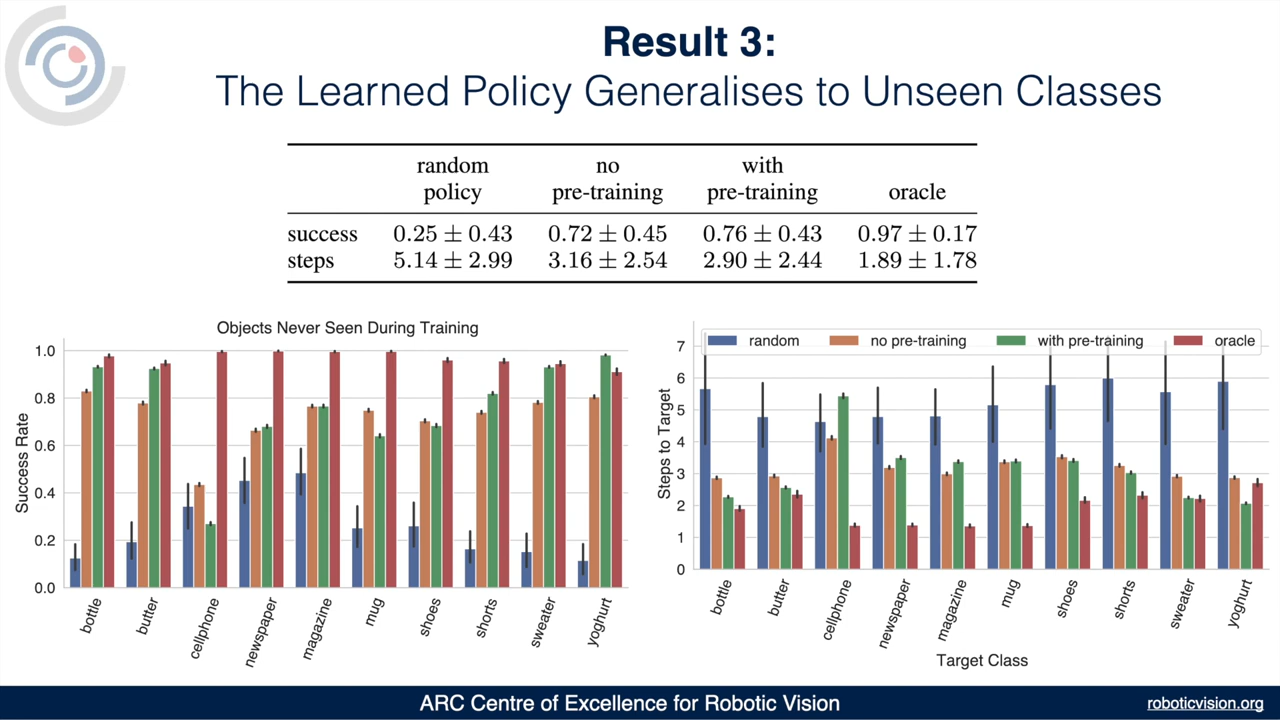 Result 3:
The Learned Policy Generalises to Unseen Classes
random policy no pre-training with pre-training oracle
success 0.25 ± 0.43 0.72 ± 0.45 0.76 ± 0.43 0.97 ± 0.17
steps 5.14 ± 2.99 3.16 ± 2.54 2.90 ± 2.44 1.89 ± 1.78
Objects Never Seen During Training
Success Rate
1.0
0.8
0.6
0.4
0.2
0.0
bottle butter cellphone newspaper magazine mug shoes shorts sweater yoghurt
random no pre-training with pre-training oracle
Steps to Target
7
6
5
4
3
2
1
0
bottle butter cellphone newspaper magazine mug shoes shorts sweater yoghurt
Target Class
ARC Centre of Excellence for Robotic Vision
roboticvision.org